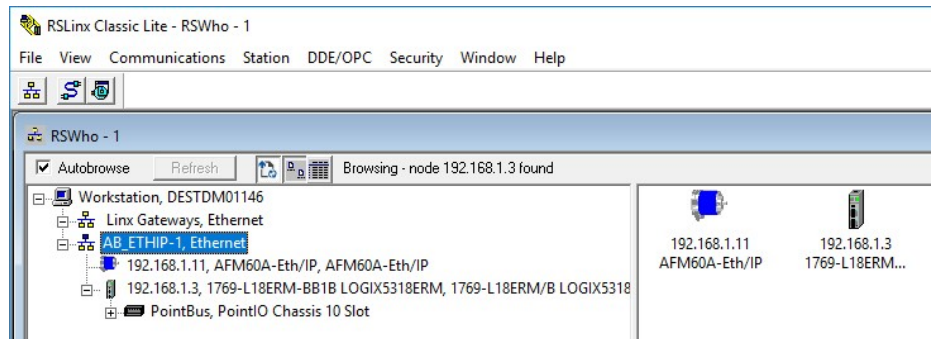 RSLinx Classic Lite - RSWho - 1
File View Communications Station DDE/OPC Security Window Help
RSWho - 1
Autobrowse Refresh Browsing - node 192.168.1.3 found
Workstation, DESTDM01146
Linx Gateways, Ethernet
AB_ETHIP-1, Ethernet
192.168.1.11, AFM60A-Eth/IP, AFM60A-Eth/IP
192.168.1.3, 1769-L18ERM-BB1B LOGIX5318ERM, 1769-L18ERM/B LOGIX5318
PointBus, PointIO Chassis 10 Slot
192.168.1.11
AFM60A-Eth/IP
192.168.1.3
1769-L18ERM...